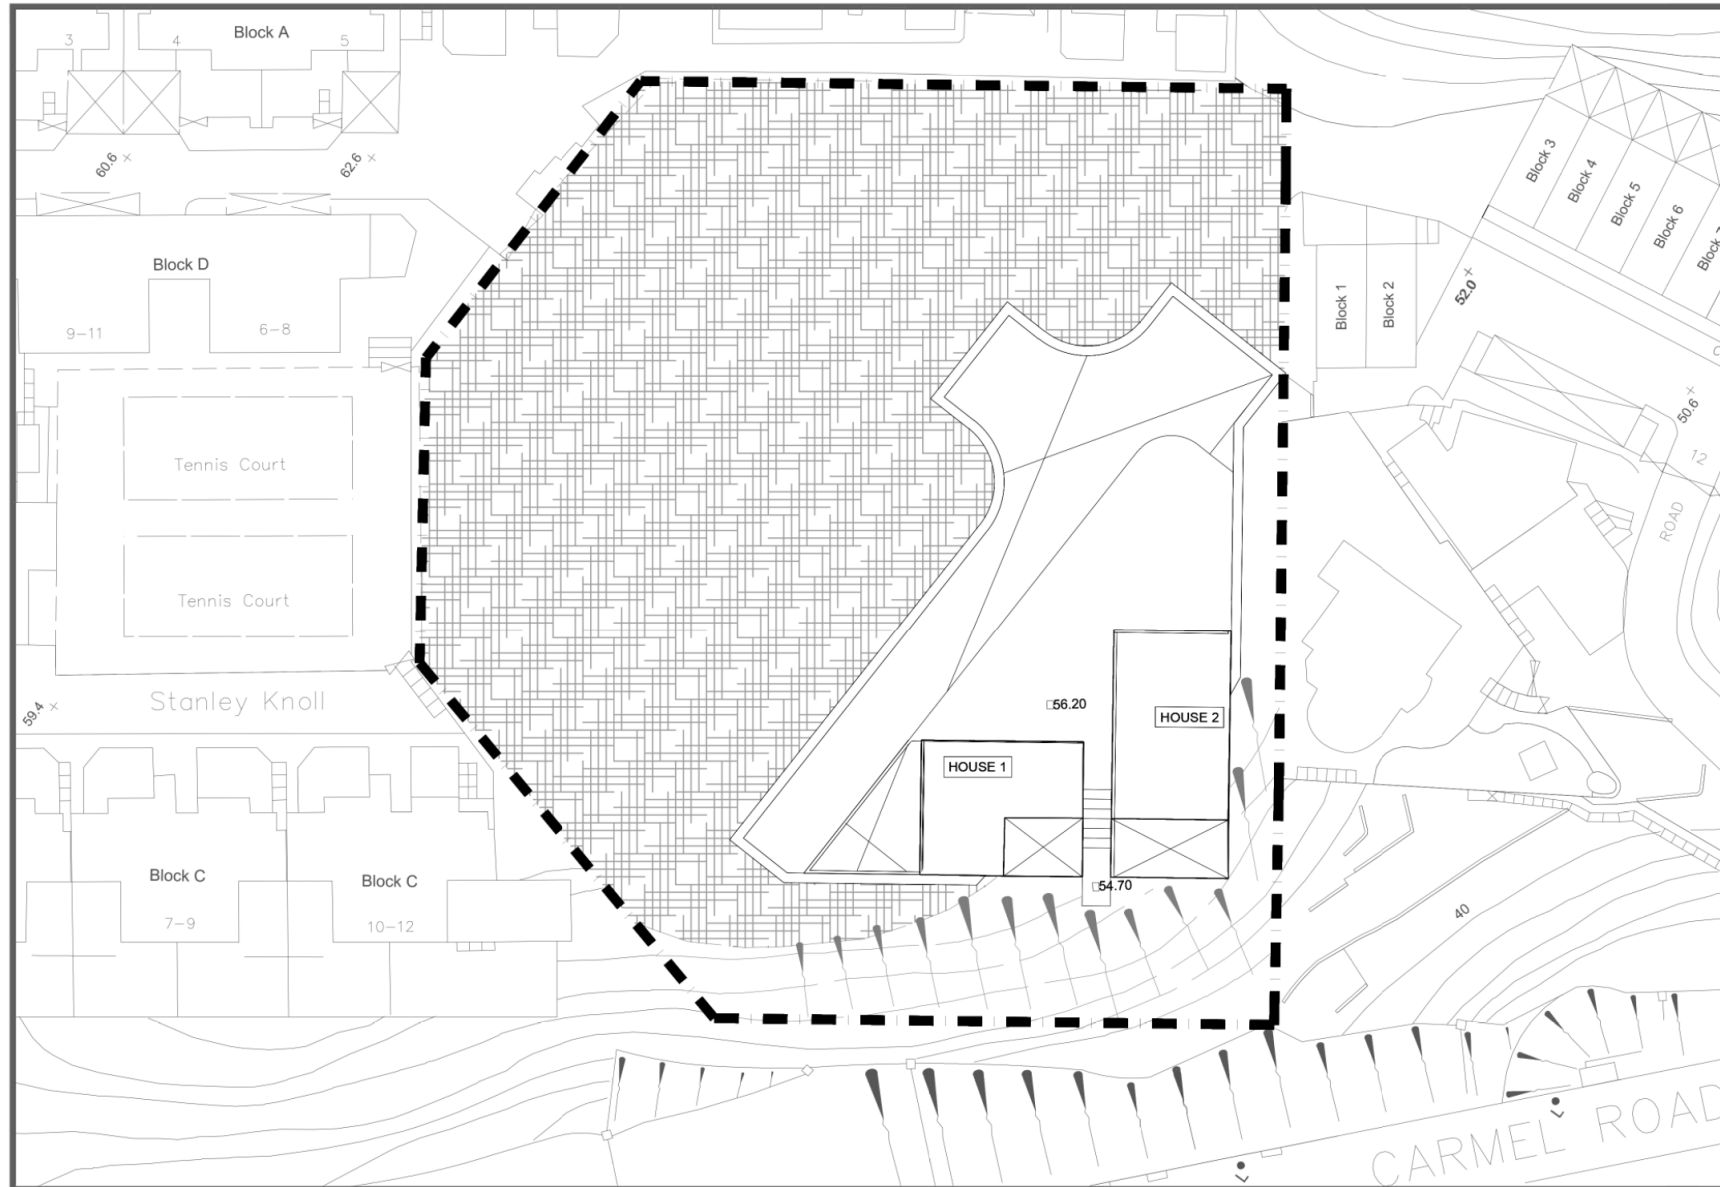 Block A
3
4
5
60.6
62.6
Block D
9-11
6-8
Tennis Court
Tennis Court
Stanley Knoll
59.4
Block C
Block C
7-9
10-12
HOUSE 1
HOUSE 2
56.20
54.70
Block 1
Block 2
Block 3
Block 4
Block 5
Block 6
Block 7
52.0
50.6
12
ROAD
40
CARMEL ROAD
L
L